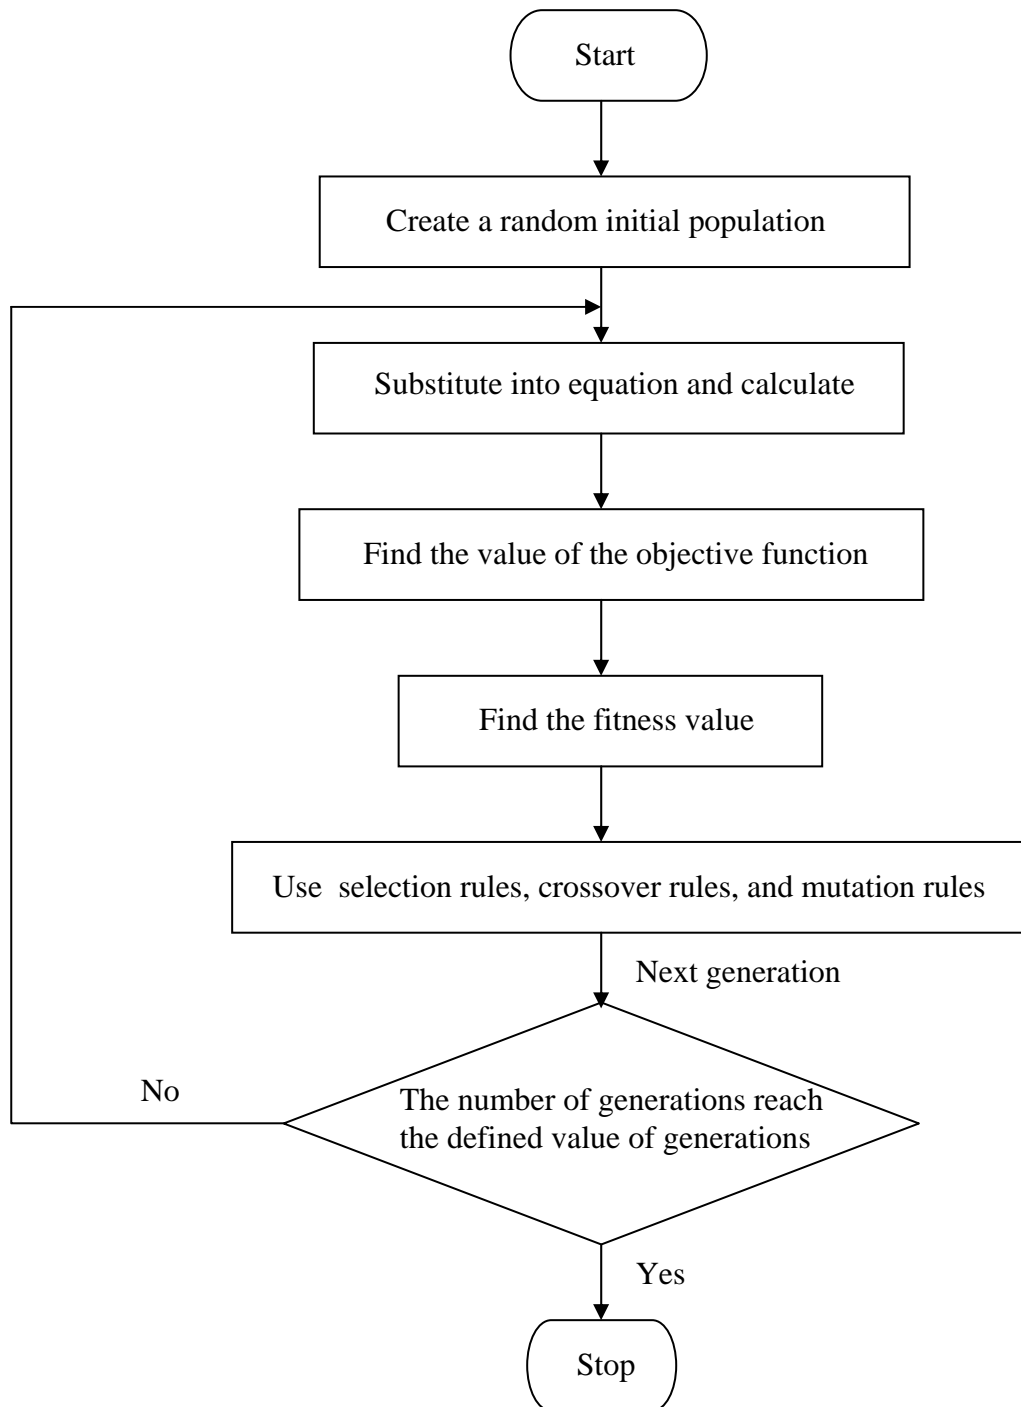 Start
Create a random initial population
Substitute into equation and calculate
Find the value of the objective function
Find the fitness value
Use selection rules, crossover rules, and mutation rules
Next generation
No
The number of generations reach
the defined value of generations
Yes
Stop